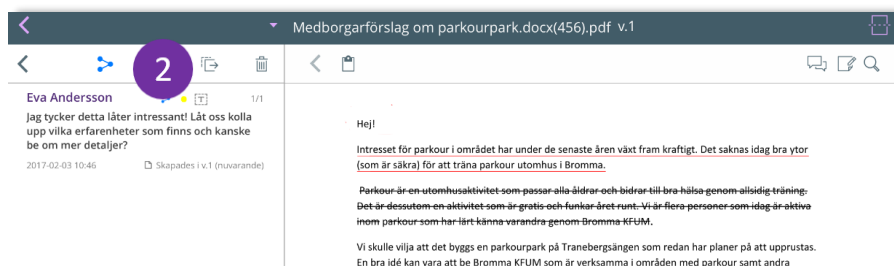 Medborgarförslag om parkourpark.docx(456).pdf v.1
2
Eva Andersson
T
1/1
Jag tycker detta låter intressant! Låt oss kolla
upp vilka erfarenheter som finns och kanske
be om mer detaljer?
2017-02-03 10:46
Skapades i v.1 (nuvarande)
Hej!
Intresset för parkour i området har under de senaste åren växt fram kraftigt. Det saknas idag bra ytor
(som är säkra) för att träna parkour utomhus i Bromma.
Parkour är en utomhusaktivitet som passar alla åldrar och bidrar till bra hälsa genom allsidig träning.
Det är dessutom en aktivitet som är gratis och funkar året runt. Vi är flera personer som idag är aktiva
inom parkour som har lärt känna varandra genom Bromma KFUM.
Vi skulle vilja att det byggs en parkourpark på Tranebergsängen som redan har planer på att upprustas.
En bra idé kan vara att be Bromma KFUM som är verksamma i områden med parkour samt andra